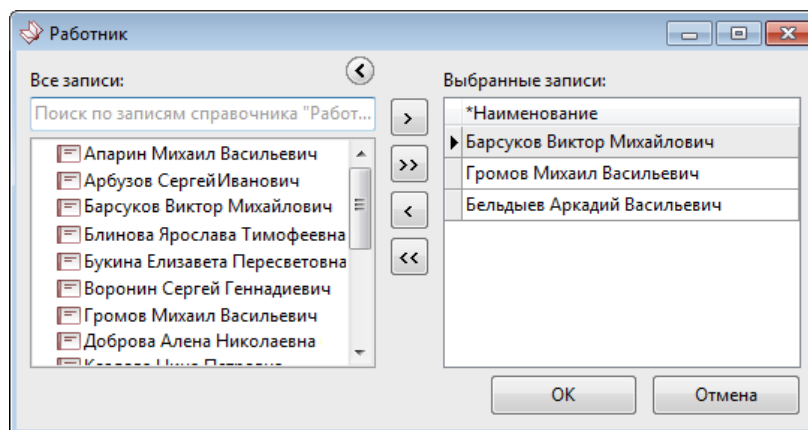 Работник
Все записи:
Поиск по записям справочника "Работ...
Апарин Михаил Васильевич
Арбузов СергейИванович
Барсуков Виктор Михайлович
Блинова Ярослава Тимофеевна
Букина Елизавета Пересветовна
Воронин Сергей Геннадиевич
Громов Михаил Васильевич
Доброва Алена Николаевна
>
>>
<
<<
Выбранные записи:
*Наименование
Барсуков Виктор Михайлович
Громов Михаил Васильевич
Бельдыев Аркадий Васильевич
ОК
Отмена